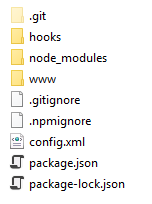 .git
hooks
node_modules
www
.gitignore
.npmignore
config.xml
package.json
package-lock.json